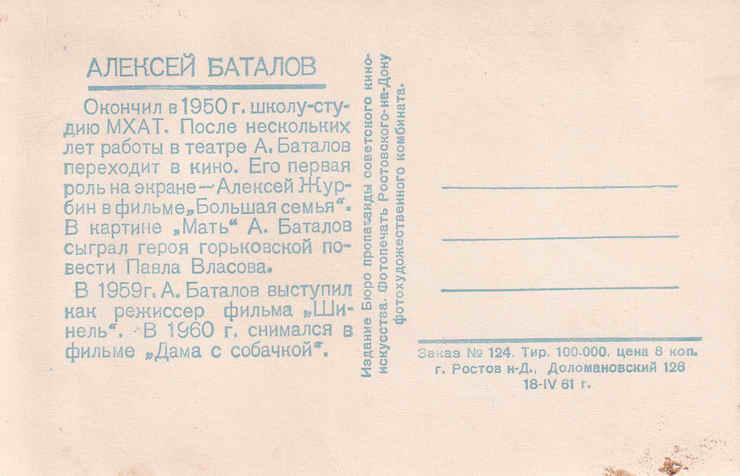 АЛЕКСЕЙ БАТАЛОВ
Окончил в 1950 г. школу-сту-
дию МХАТ. После нескольких
лет работы в театре А. Баталов
переходит в кино. Его первая
роль на экране—Алексей Жур-
бин в фильме „Большая семья“.
В картине „Мать“ А. Баталов
сыграл героя горьковской по-
вести Павла Власова.
В 1959г. А. Баталов выступил
как режиссер фильма „Ши-
нель“. В 1960 г. снимался в
фильме „Дама с собачкой“.
Издание Бюро пропаганды советского кино-
искусства. Фотопечать Ростовского-на-Дону
фотохудожественного комбината.
Заказ № 124. Тир. 100-000. цена 8 коп.
г. Ростов н-Д., Доломановский 126
18-IV 61 г.